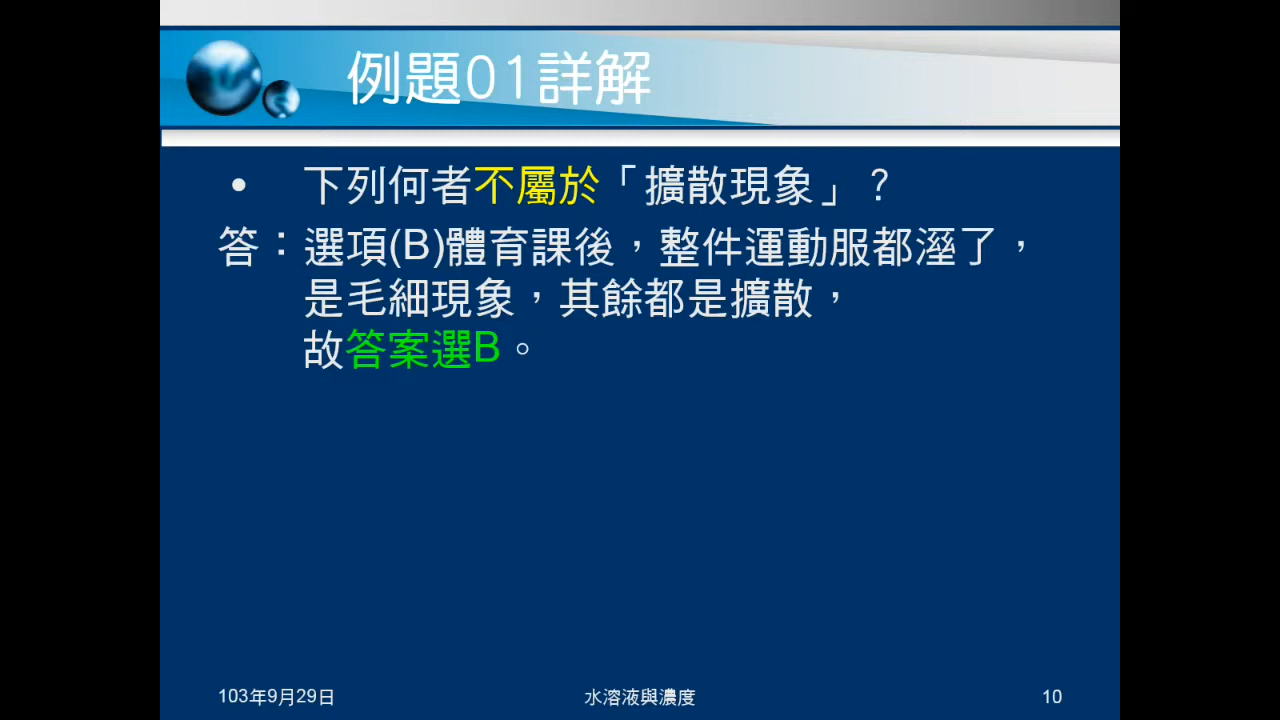 例題01詳解
• 下列何者不屬於「擴散現象」？
答：選項(B)體育課後，整件運動服都溼了，
是毛細現象，其餘都是擴散，
故答案選B。
103年9月29日
水溶液與濃度
10